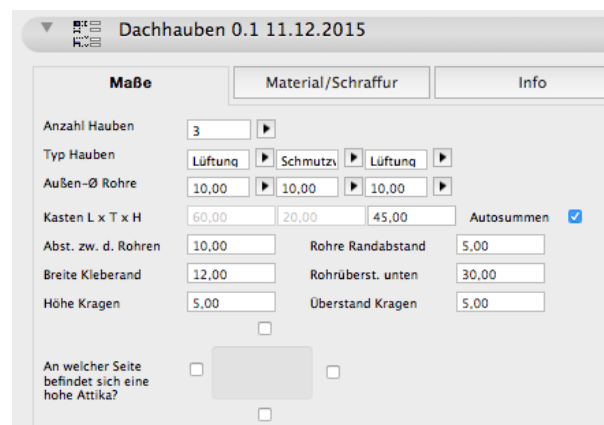 Dachhauben 0.1 11.12.2015
Maße Material/Schraffur Info
Anzahl Hauben 3
Typ Hauben Lüftung Schmutzv Lüftung
Außen-Ø Rohre 10,00 10,00 10,00
Kasten L x T x H 60,00 20,00 45,00 Autosummen
Abst. zw. d. Rohren 10,00 Rohre Randabstand 5,00
Breite Kleberand 12,00 Rohrüberst. unten 30,00
Höhe Kragen 5,00 Überstand Kragen 5,00
An welcher Seite
befindet sich eine
hohe Attika?